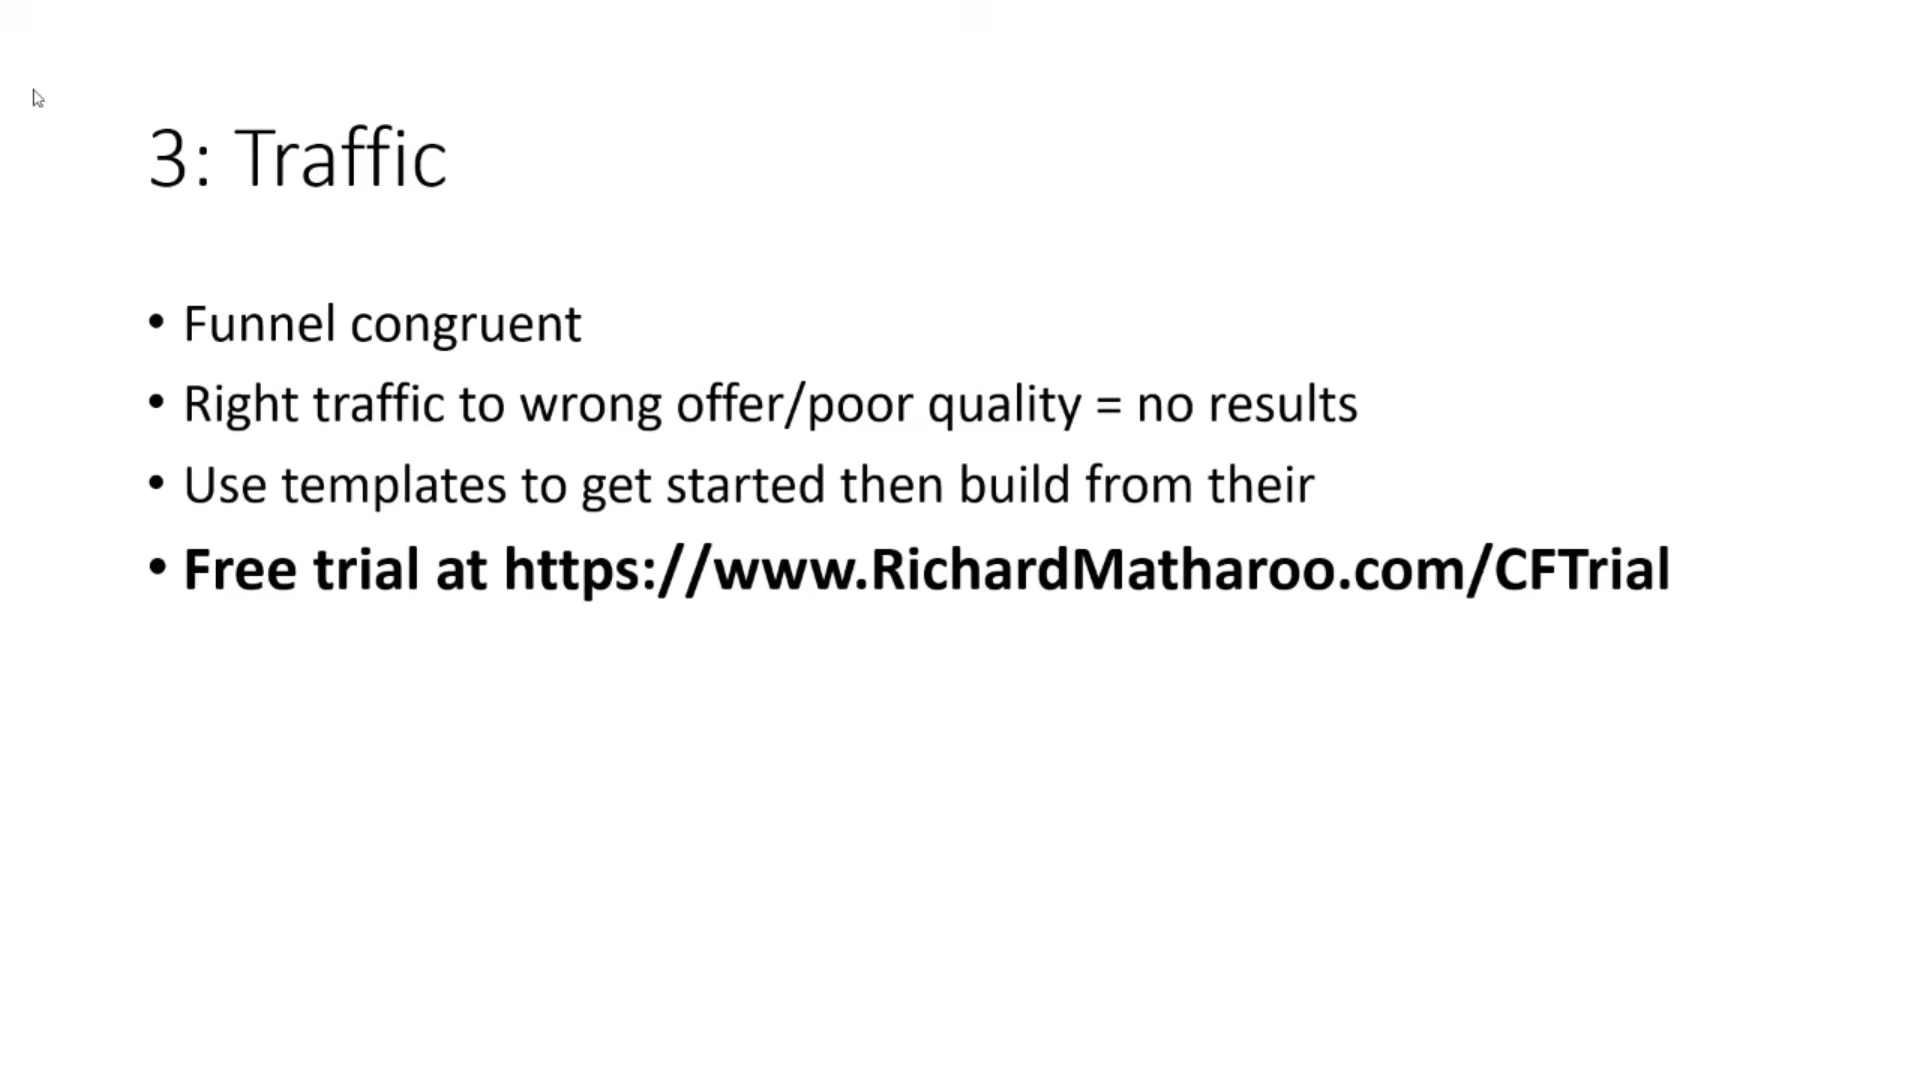 3: Traffic
• Funnel congruent
• Right traffic to wrong offer/poor quality = no results
• Use templates to get started then build from their
• Free trial at https://www.RichardMatharoo.com/CFTrial